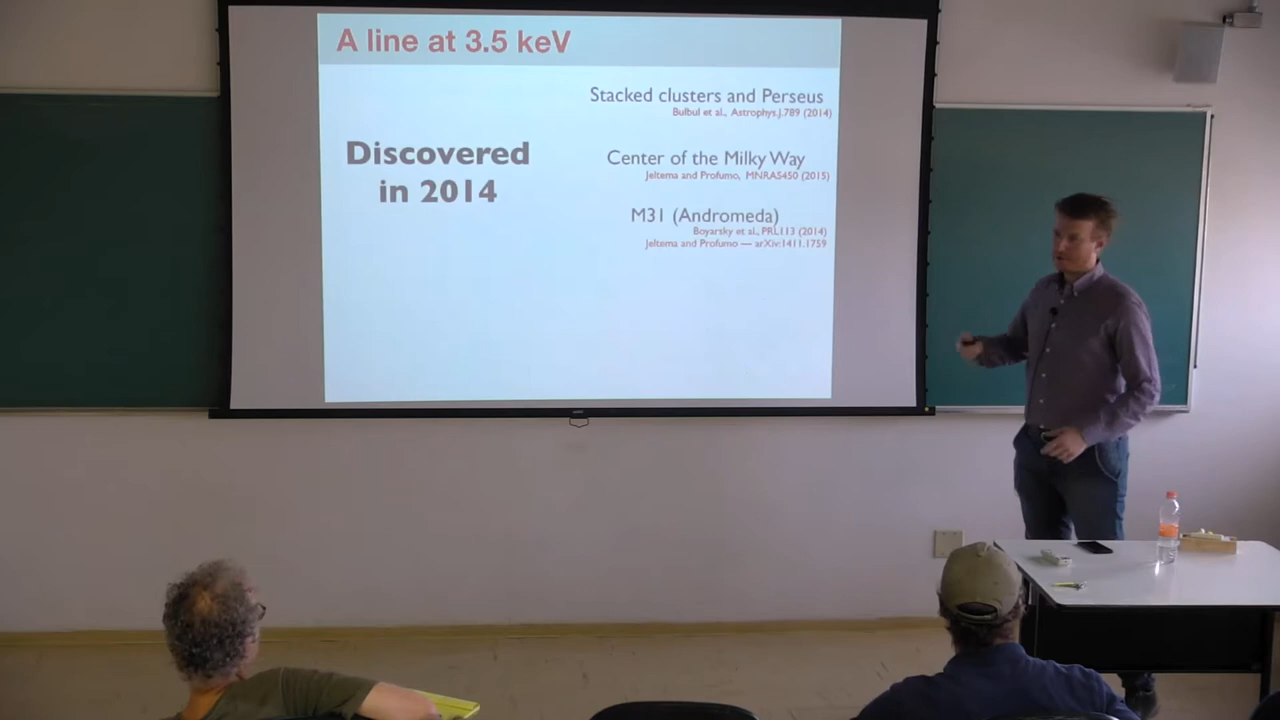 A line at 3.5 keV
Discovered
in 2014
Stacked clusters and Perseus
Bulbul et al., Astrophys.J.789 (2014)
Center of the Milky Way
Jeltema and Profumo, MNRAS450 (2015)
M31 (Andromeda)
Boyarsky et al., PRL113 (2014)
Jeltema and Profumo — arXiv:1411.1759